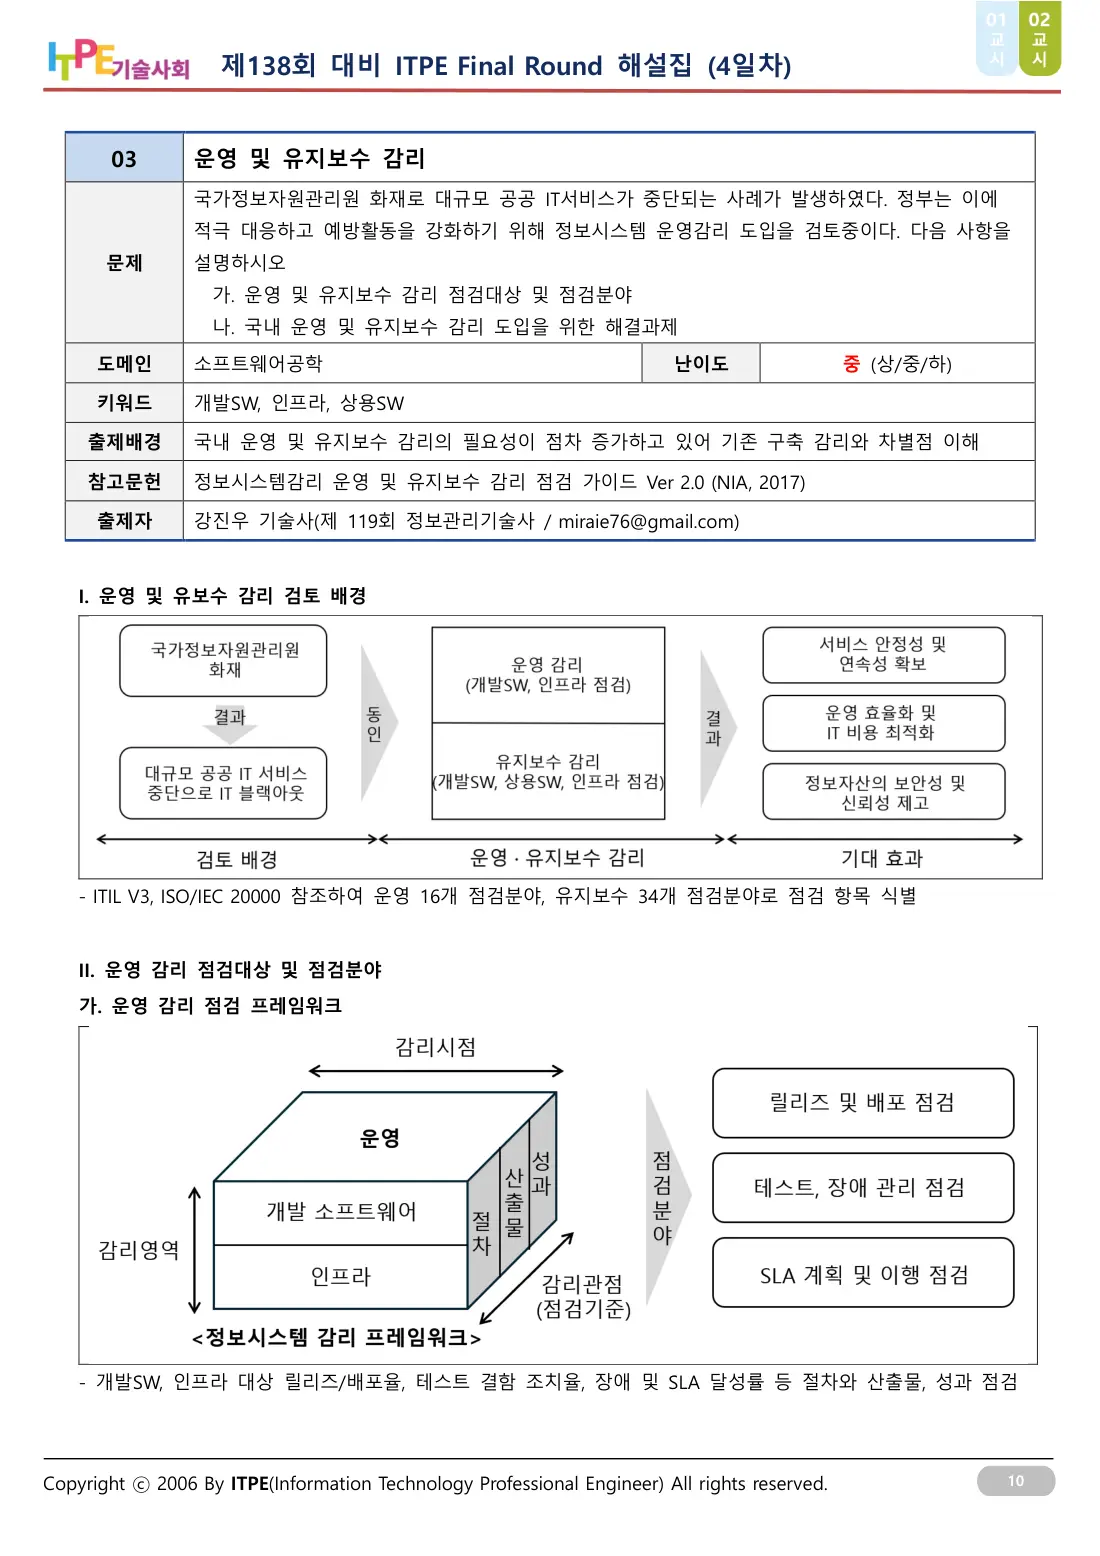 01
교
시
02
교
시
ITPE기술사회 제138회 대비 ITPE Final Round 해설집 (4일차)
03 운영 및 유지보수 감리
문제
국가정보자원관리원 화재로 대규모 공공 IT서비스가 중단되는 사례가 발생하였다. 정부는 이에
적극 대응하고 예방활동을 강화하기 위해 정보시스템 운영감리 도입을 검토중이다. 다음 사항을
설명하시오
가. 운영 및 유지보수 감리 점검대상 및 점검분야
나. 국내 운영 및 유지보수 감리 도입을 위한 해결과제
도메인 소프트웨어공학 난이도 중 (상/중/하)
키워드 개발SW, 인프라, 상용SW
출제배경 국내 운영 및 유지보수 감리의 필요성이 점차 증가하고 있어 기존 구축 감리와 차별점 이해
참고문헌 정보시스템감리 운영 및 유지보수 감리 점검 가이드 Ver 2.0 (NIA, 2017)
출제자 강진우 기술사(제 119회 정보관리기술사 / miraie76@gmail.com)
I. 운영 및 유보수 감리 검토 배경
국가정보자원관리원
화재
결과
대규모 공공 IT 서비스
중단으로 IT 블랙아웃
동
인
운영 감리
(개발SW, 인프라 점검)
유지보수 감리
(개발SW, 상용SW, 인프라 점검)
결
과
서비스 안정성 및
연속성 확보
운영 효율화 및
IT 비용 최적화
정보자산의 보안성 및
신뢰성 제고
검토 배경
운영 · 유지보수 감리
기대 효과
- ITIL V3, ISO/IEC 20000 참조하여 운영 16개 점검분야, 유지보수 34개 점검분야로 점검 항목 식별
II. 운영 감리 점검대상 및 점검분야
가. 운영 감리 점검 프레임워크
감리시점
운영
개발 소프트웨어
인프라
감리영역
절
차
산
출
물
성
과
감리관점
(점검기준)
<정보시스템 감리 프레임워크>
점
검
분
야
릴리즈 및 배포 점검
테스트, 장애 관리 점검
SLA 계획 및 이행 점검
- 개발SW, 인프라 대상 릴리즈/배포율, 테스트 결함 조치율, 장애 및 SLA 달성률 등 절차와 산출물, 성과 점검
Copyright ⓒ 2006 By ITPE(Information Technology Professional Engineer) All rights reserved.
10